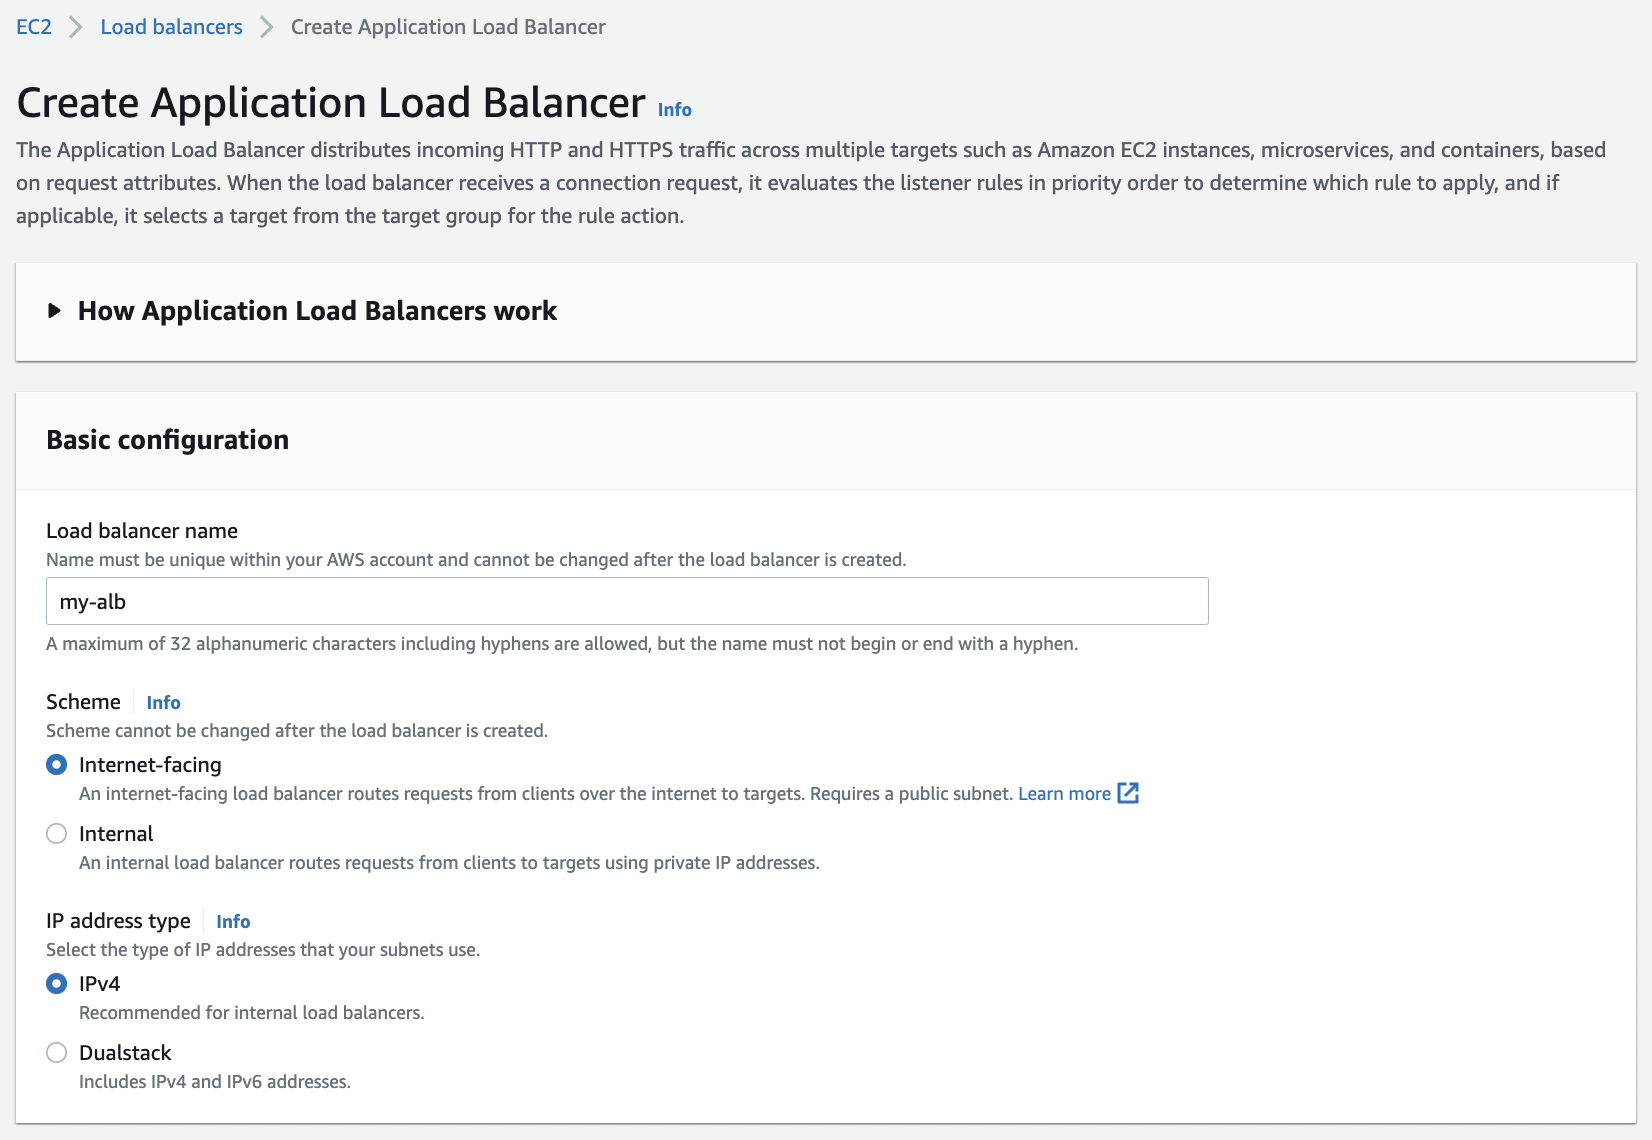 EC2 Load balancers Create Application Load Balancer
Create Application Load Balancer Info
The Application Load Balancer distributes incoming HTTP and HTTPS traffic across multiple targets such as Amazon EC2 instances, microservices, and containers, based
on request attributes. When the load balancer receives a connection request, it evaluates the listener rules in priority order to determine which rule to apply, and if
applicable, it selects a target from the target group for the rule action.
How Application Load Balancers work
Basic configuration
Load balancer name
Name must be unique within your AWS account and cannot be changed after the load balancer is created.
my-alb
A maximum of 32 alphanumeric characters including hyphens are allowed, but the name must not begin or end with a hyphen.
Scheme Info
Scheme cannot be changed after the load balancer is created.
Internet-facing
An internet-facing load balancer routes requests from clients over the internet to targets. Requires a public subnet. Learn more
Internal
An internal load balancer routes requests from clients to targets using private IP addresses.
IP address type Info
Select the type of IP addresses that your subnets use.
IPv4
Recommended for internal load balancers.
Dualstack
Includes IPv4 and IPv6 addresses.